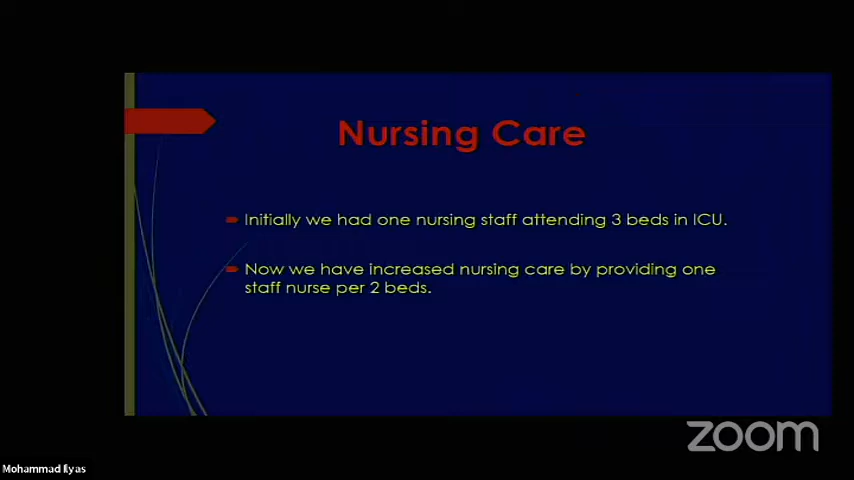 Nursing Care
Initially we had one nursing staff attending 3 beds in ICU.
Now we have increased nursing care by providing one
staff nurse per 2 beds.
zoom
Mohammad Ilyas